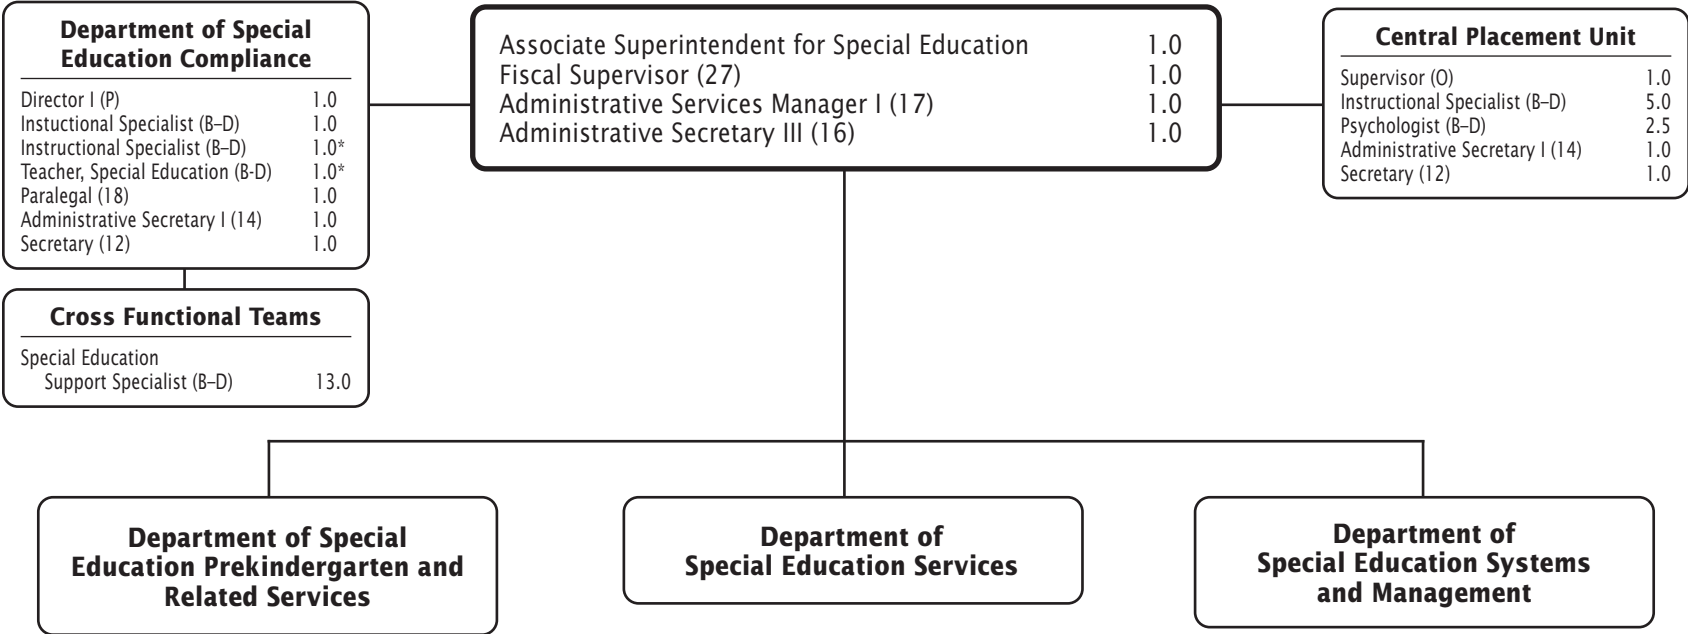 Department of Special
Education Compliance
Director I (P) 1.0
Instuctional Specialist (B–D) 1.0
Instructional Specialist (B–D) 1.0*
Teacher, Special Education (B-D) 1.0*
Paralegal (18) 1.0
Administrative Secretary I (14) 1.0
Secretary (12) 1.0
Cross Functional Teams
Special Education
Support Specialist (B–D) 13.0
Associate Superintendent for Special Education 1.0
Fiscal Supervisor (27) 1.0
Administrative Services Manager I (17) 1.0
Administrative Secretary III (16) 1.0
Central Placement Unit
Supervisor (O) 1.0
Instructional Specialist (B–D) 5.0
Psychologist (B–D) 2.5
Administrative Secretary I (14) 1.0
Secretary (12) 1.0
Department of Special
Education Prekindergarten and
Related Services
Department of
Special Education Services
Department of
Special Education Systems
and Management